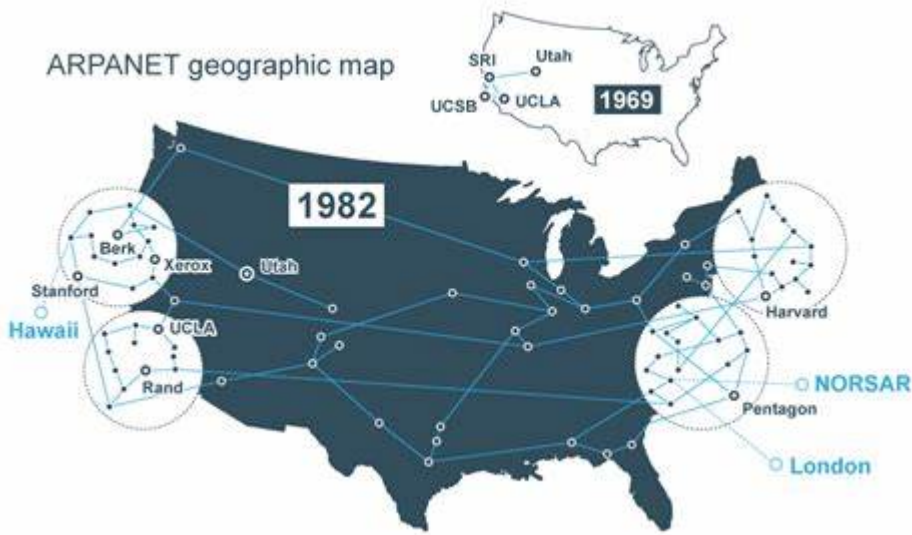 ARPANET geographic map
SRI
Utah
UCSB
UCLA
1969
1982
Berk
Xerox
Stanford
Utah
Hawaii
UCLA
Rand
Harvard
NORSAR
Pentagon
London